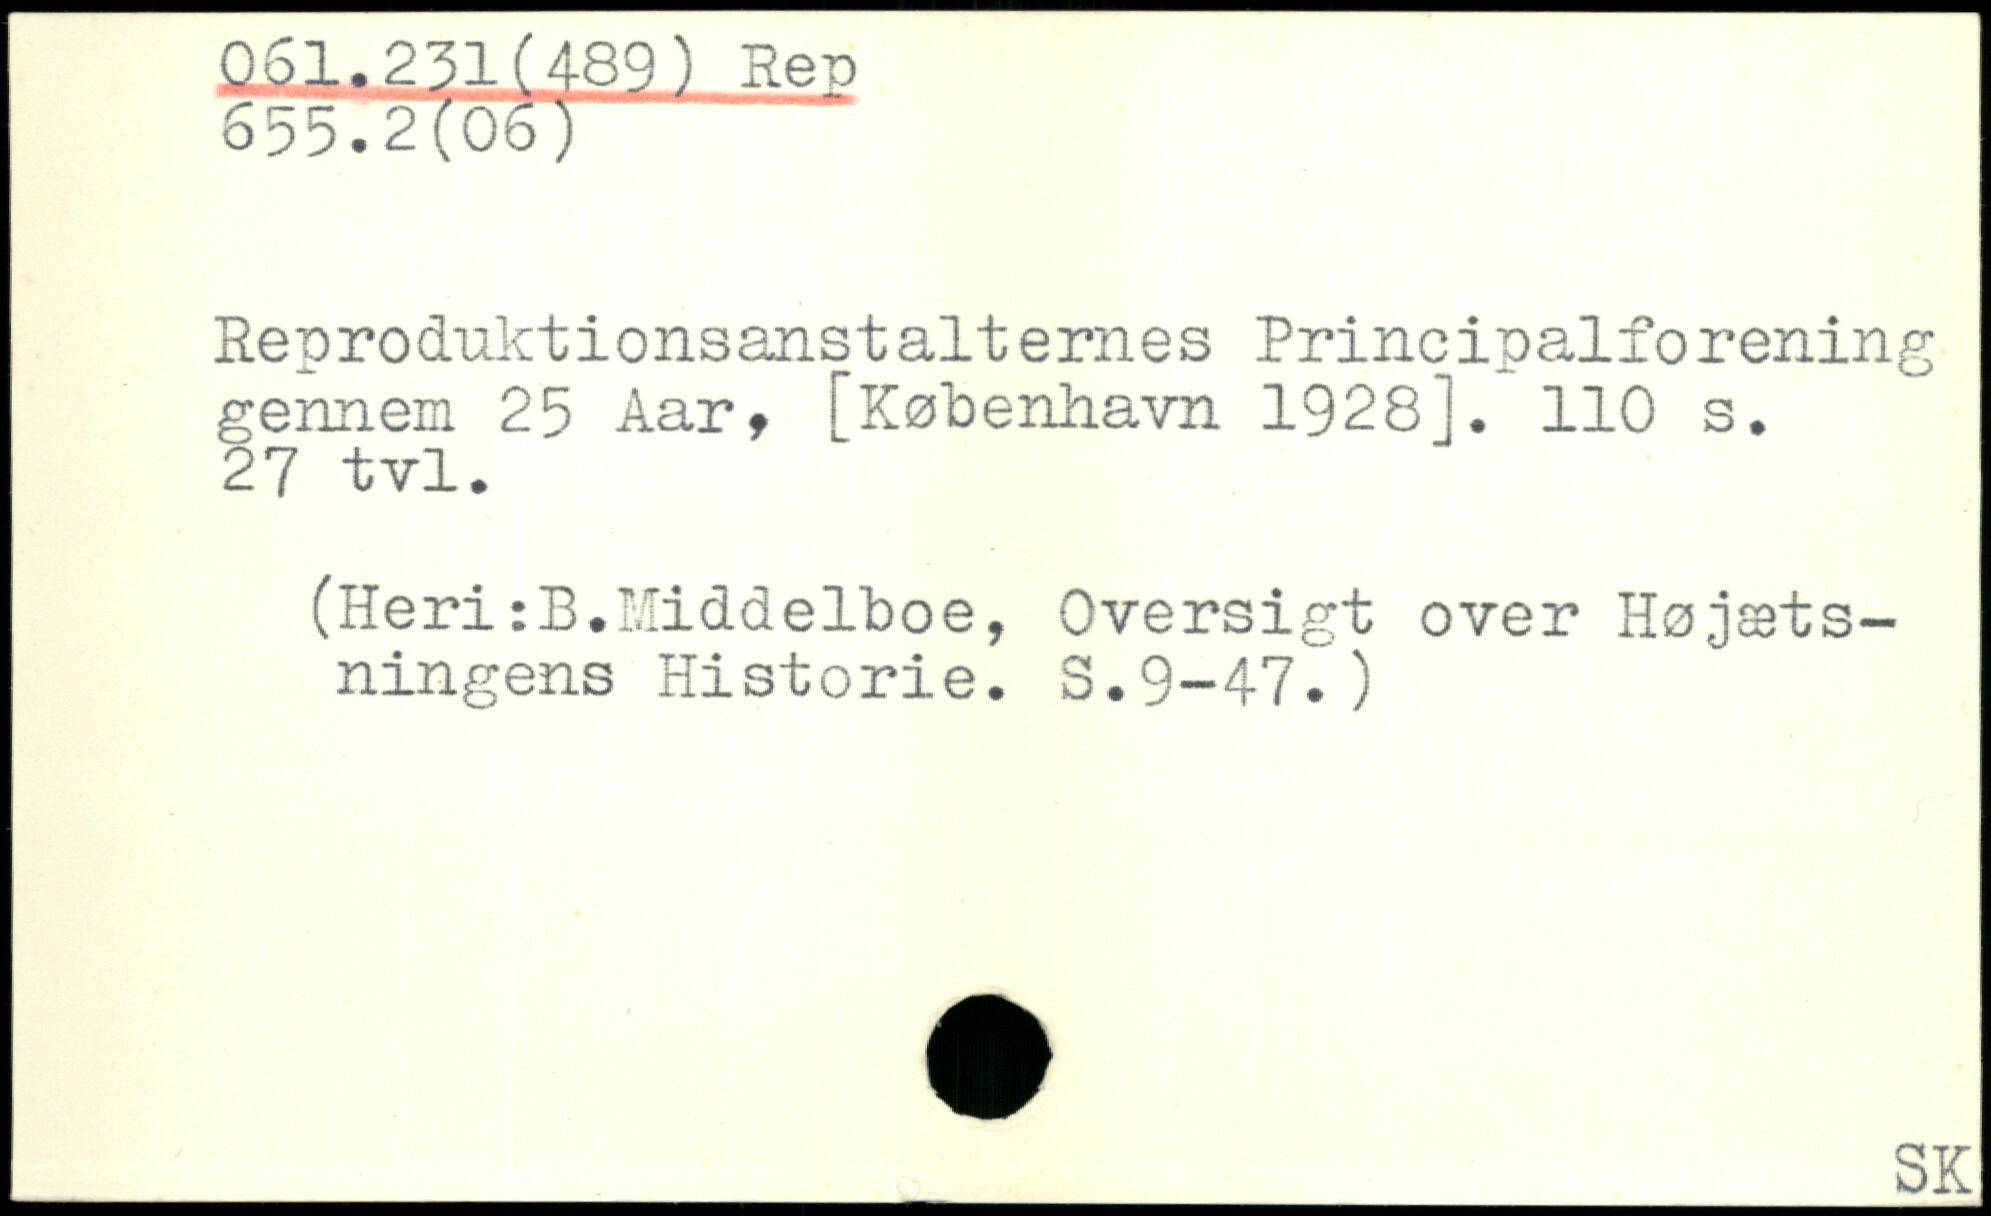 061.231(489) Rep
655.2(06)
Reproduktionsanstalternes Principalforening
gennem 25 Aar, [København 1928]. 110 s.
27 tvl.
(Heri:B.Middelboe, Oversigt over Højæts-
ningens Historie. S.9-47.)
SK